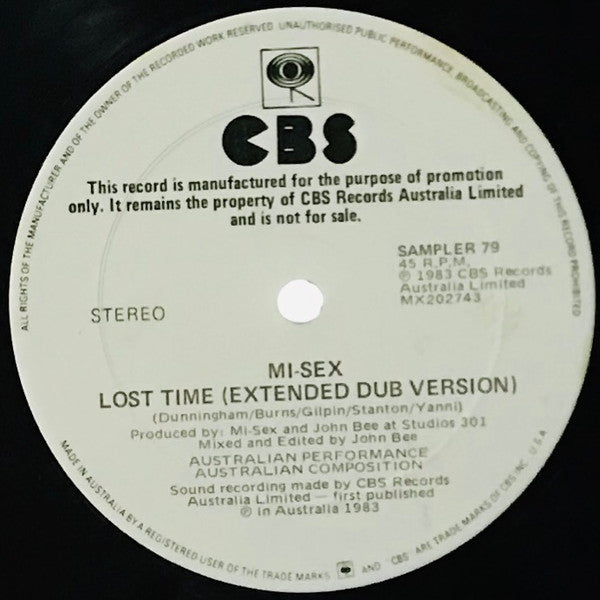 ALL RIGHTS OF THE MANUFACTURER AND OF THE OWNER OF THE RECORDED WORK RESERVED UNAUTHORISED PUBLIC PERFORMANCE, BROADCASTING AND COPYING OF THIS RECORD PROHIBITED
CBS
This record is manufactured for the purpose of promotion
only. It remains the property of CBS Records Australia Limited
and is not for sale.
SAMPLER 79
45 R.P.M.
℗ 1983 CBS Records
Australia Limited
MX202743
STEREO
MI-SEX
LOST TIME (EXTENDED DUB VERSION)
(Dunningham/Burns/Gilpin/Stanton/Yanni)
Produced by: Mi-Sex and John Bee at Studios 301
Mixed and Edited by John Bee
AUSTRALIAN PERFORMANCE
AUSTRALIAN COMPOSITION
Sound recording made by CBS Records
Australia Limited — first published
℗ in Australia 1983
MADE IN AUSTRALIA BY A REGISTERED USER OF THE TRADE MARKS AND CBS ARE TRADE MARKS OF CBS INC. U.S.A.